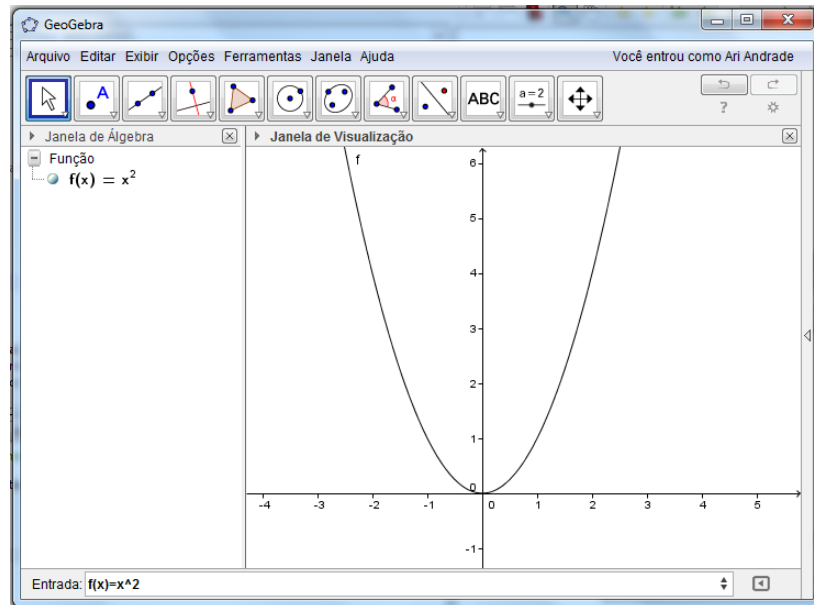 GeoGebra
Arquivo Editar Exibir Opções Ferramentas Janela Ajuda Você entrou como Ari Andrade
A α ABC a=2 ?
Janela de Álgebra
Janela de Visualização
Função
f(x) = x²
f
6
5
4
3
2
1
0
-4 -3 -2 -1 0 1 2 3 4 5
-1
Entrada: f(x)=x^2